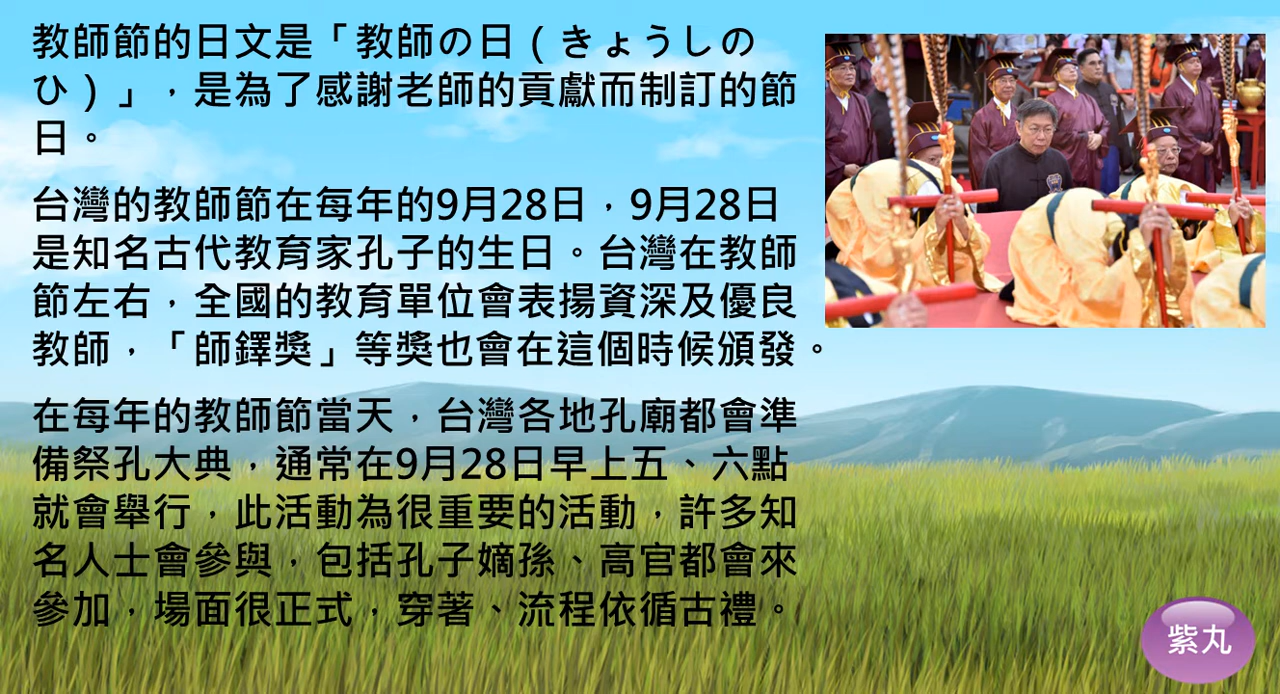 教師節的日文是「教師の日（きょうしの
ひ）」，是為了感謝老師的貢獻而制訂的節
日。
台灣的教師節在每年的9月28日，9月28日
是知名古代教育家孔子的生日。台灣在教師
節左右，全國的教育單位會表揚資深及優良
教師，「師鐸獎」等獎也會在這個時候頒發。
在每年的教師節當天，台灣各地孔廟都會準
備祭孔大典，通常在9月28日早上五、六點
就會舉行，此活動為很重要的活動，許多知
名人士會參與，包括孔子嫡孫、高官都會來
參加，場面很正式，穿著、流程依循古禮。
紫丸